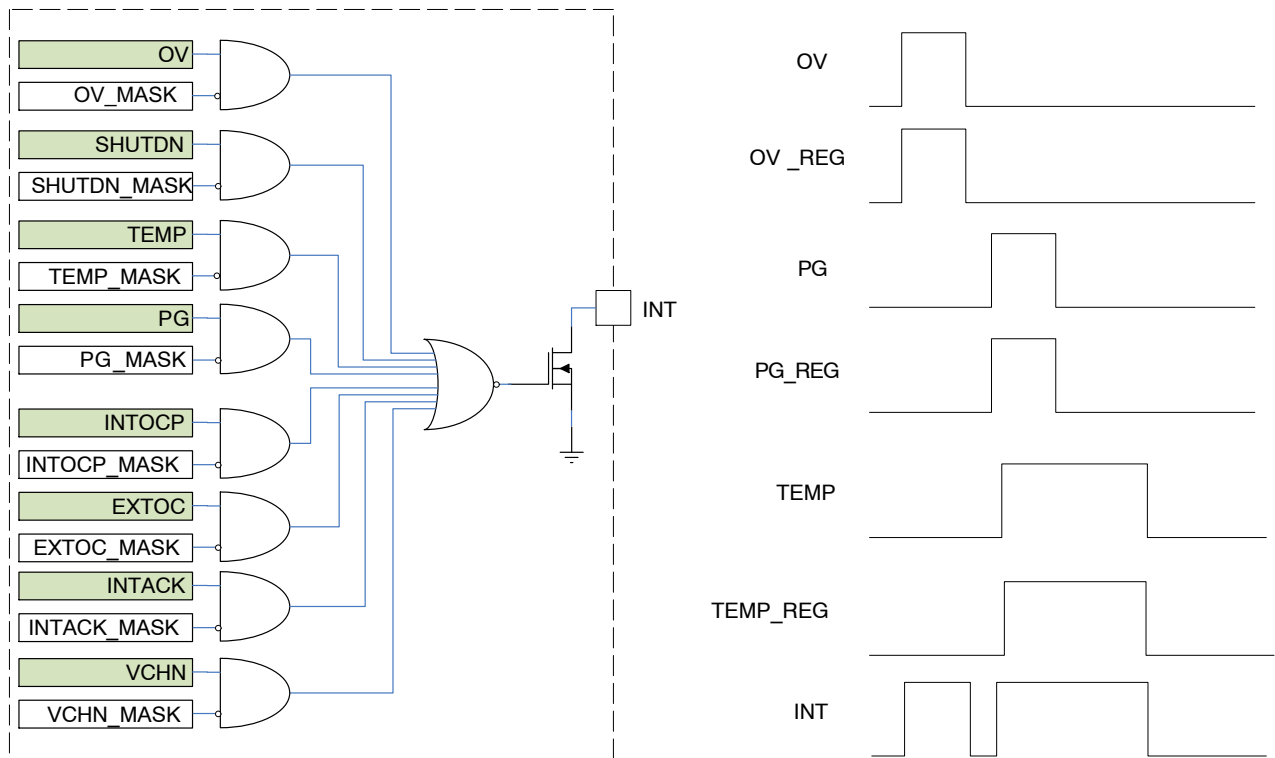 OV
OV_MASK
SHUTDN
SHUTDN_MASK
TEMP
TEMP_MASK
PG
PG_MASK
INTOCP
INTOCP_MASK
EXTOC
EXTOC_MASK
INTACK
INTACK_MASK
VCHN
VCHN_MASK
INT
OV
OV _REG
PG
PG_REG
TEMP
TEMP_REG
INT